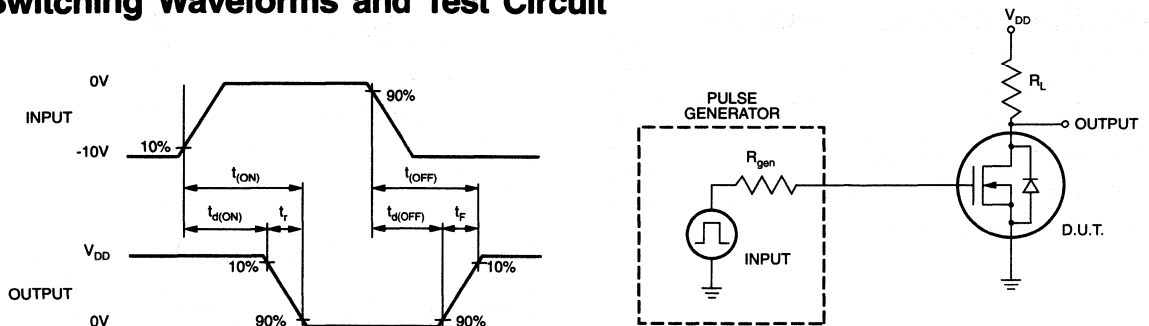 Switching Waveforms and Test Circuit
0V
INPUT
-10V
10%
90%
t(ON)
t(OFF)
td(ON)
tr
td(OFF)
tF
VDD
OUTPUT
0V
10%
90%
10%
90%
PULSE
GENERATOR
Rgen
INPUT
VDD
RL
OUTPUT
D.U.T.